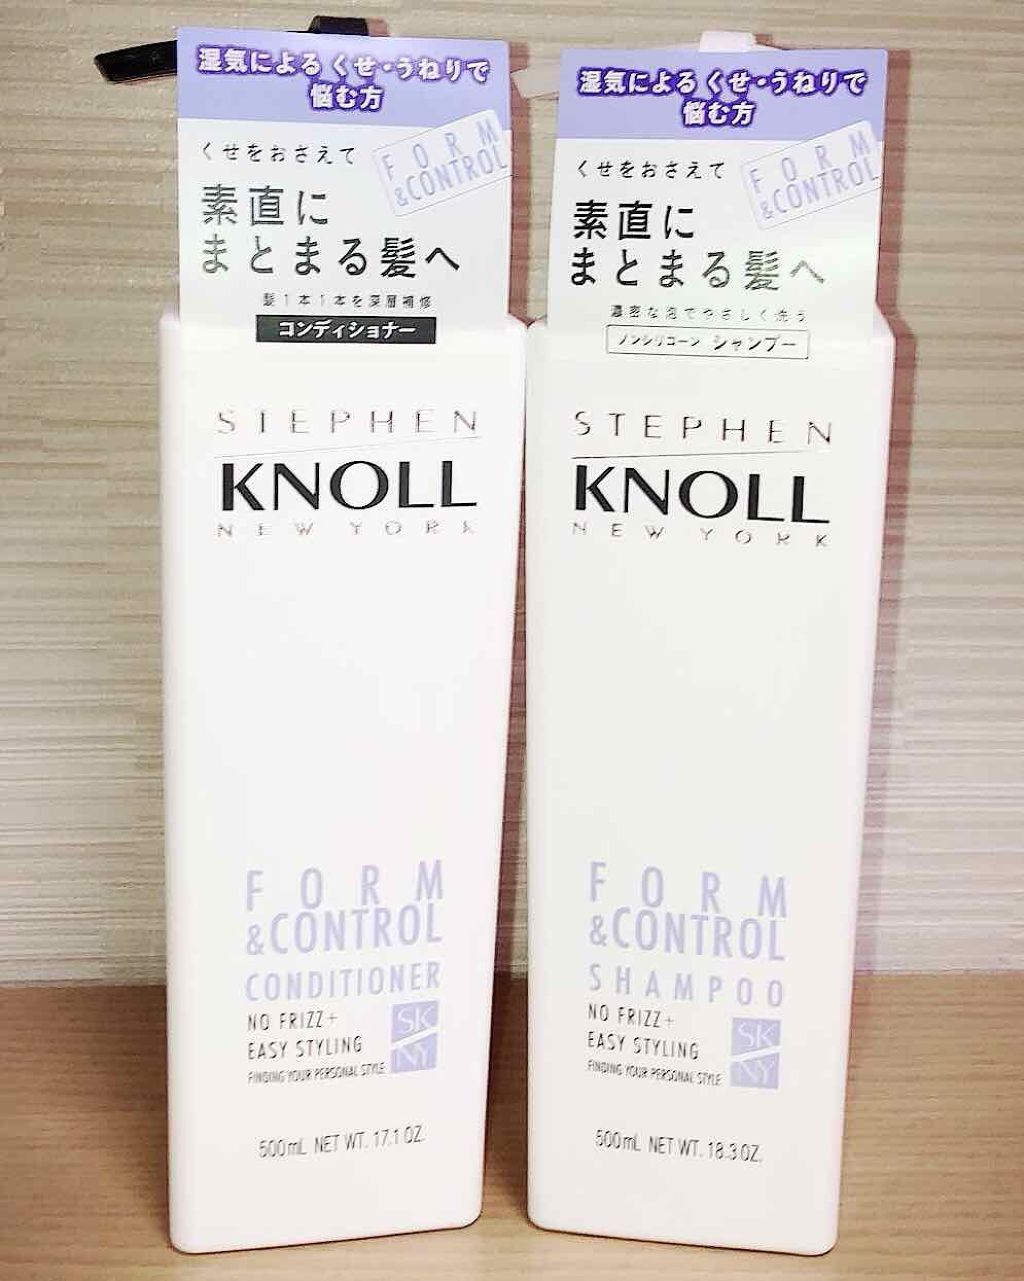 湿気による くせ・うねりで
悩む方
くせをおさえて
FORM
&CONTROL
素直に
まとまる髪へ
髪1本1本を深層補修
コンディショナー
STEPHEN
KNOLL
NEW YORK
FORM
&CONTROL
CONDITIONER
NO FRIZZ+
EASY STYLING
FINDING YOUR PERSONAL STYLE
SK
NY
500mL NET WT. 17.1 OZ.
湿気による くせ・うねりで
悩む方
くせをおさえて
FORM
&CONTROL
素直に
まとまる髪へ
濃密な泡でやさしく洗う
ノンシリコーン シャンプー
STEPHEN
KNOLL
NEW YORK
FORM
&CONTROL
SHAMPOO
NO FRIZZ+
EASY STYLING
FINDING YOUR PERSONAL STYLE
SK
NY
500mL NET WT. 18.3 OZ.